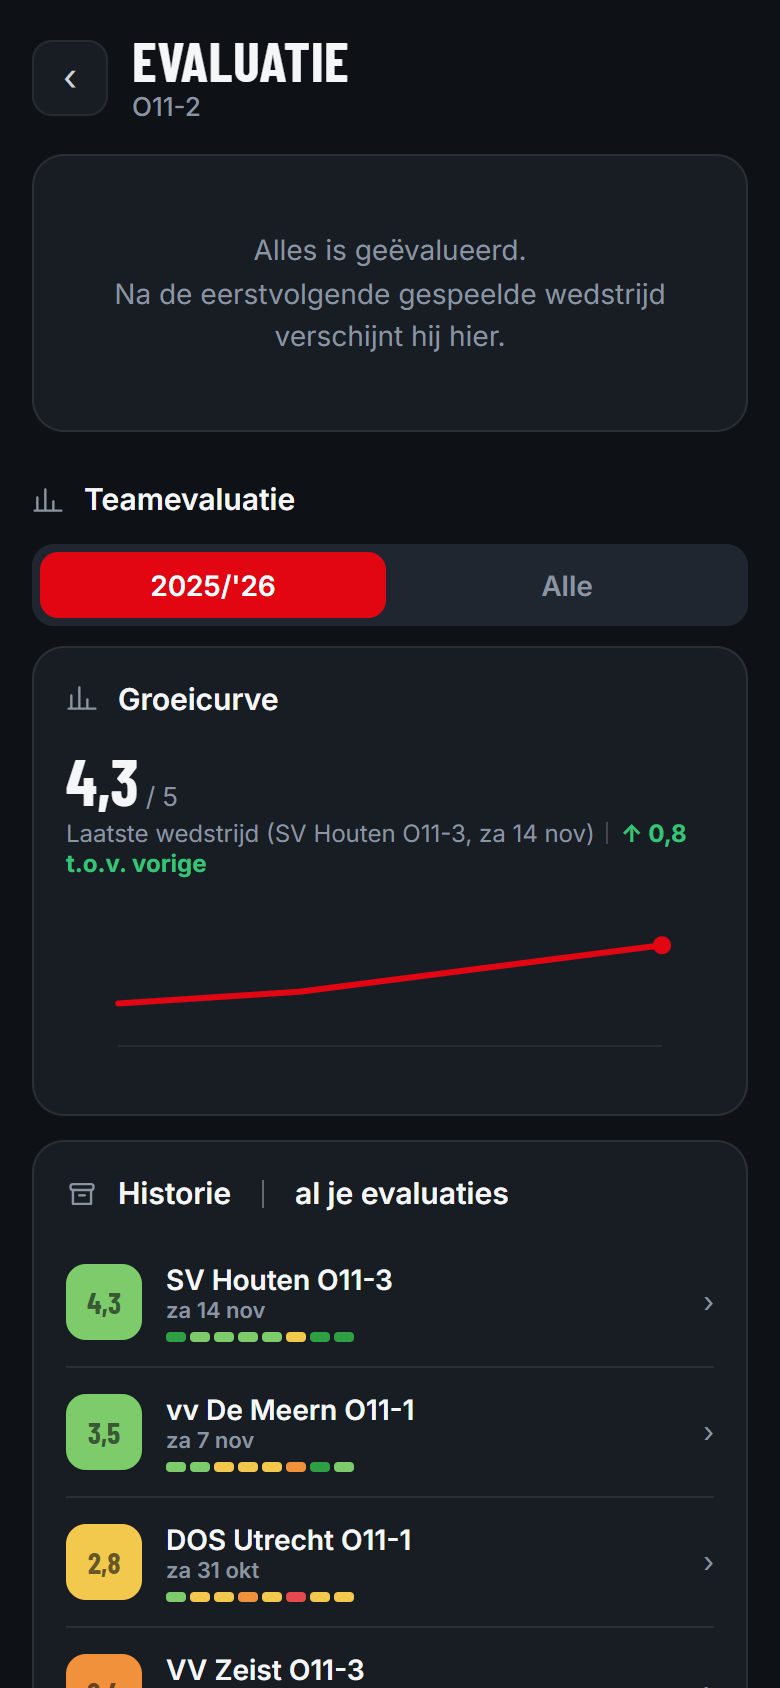 EVALUATIE
O11-2
Alles is geëvalueerd.
Na de eerstvolgende gespeelde wedstrijd
verschijnt hij hier.
Teamevaluatie
2025/'26
Alle
Groeicurve
4,3 / 5
Laatste wedstrijd (SV Houten O11-3, za 14 nov) | ↑ 0,8
t.o.v. vorige
Historie | al je evaluaties
4,3
SV Houten O11-3
za 14 nov
3,5
vv De Meern O11-1
za 7 nov
2,8
DOS Utrecht O11-1
za 31 okt
VV Zeist O11-3